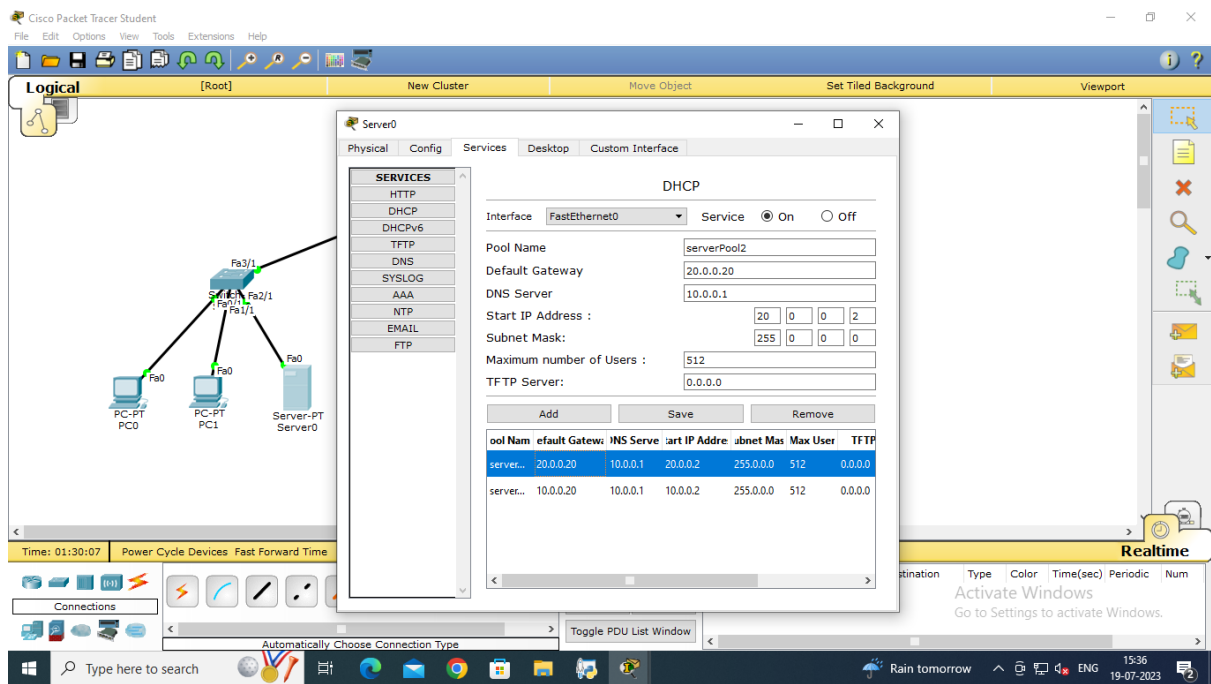 Cisco Packet Tracer Student
File Edit Options View Tools Extensions Help
Logical [Root] New Cluster Move Object Set Tiled Background Viewport
Server0
Physical Config Services Desktop Custom Interface
SERVICES
HTTP
DHCP
DHCPv6
TFTP
DNS
SYSLOG
AAA
NTP
EMAIL
FTP
DHCP
Interface FastEthernet0 Service On Off
Pool Name serverPool2
Default Gateway 20.0.0.20
DNS Server 10.0.0.1
Start IP Address : 20 0 0 2
Subnet Mask: 255 0 0 0
Maximum number of Users : 512
TFTP Server: 0.0.0.0
Add Save Remove
ool Nam efault Gatewa NS Serve tart IP Addre ubnet Mas Max User TFTP
server... 20.0.0.20 10.0.0.1 20.0.0.2 255.0.0.0 512 0.0.0.0
server... 10.0.0.20 10.0.0.1 10.0.0.2 255.0.0.0 512 0.0.0.0
Fa3/1
Fa2/1
Fa0/1
Fa1/1
Fa0
Fa0
Fa0
PC-PT
PC0
PC-PT
PC1
Server-PT
Server0
Time: 01:30:07 Power Cycle Devices Fast Forward Time Realtime
Connections
Automatically Choose Connection Type
Toggle PDU List Window
stination Type Color Time(sec) Periodic Num
Activate Windows
Go to Settings to activate Windows.
Type here to search
Rain tomorrow ENG 15:36
19-07-2023
2